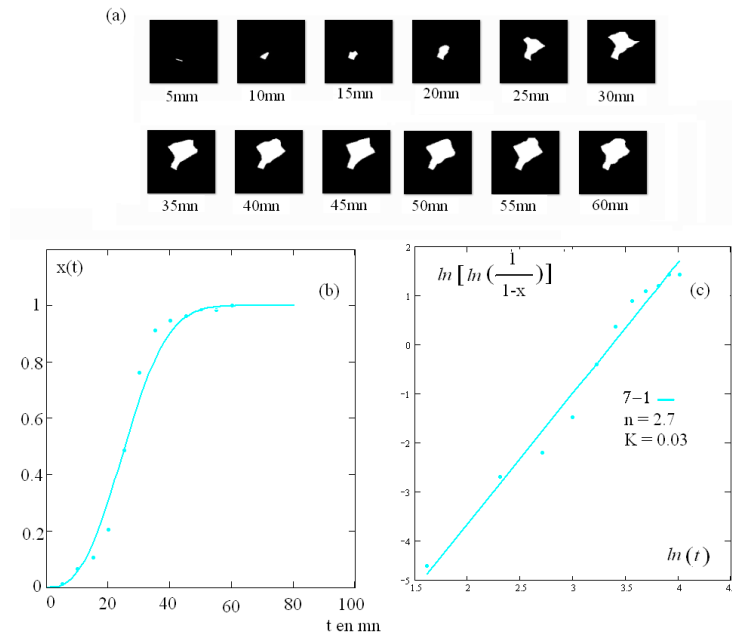 (a)
5mm 10mn 15mn 20mn 25mn 30mn
35mn 40mn 45mn 50mn 55mn 60mn
x(t)
(b)
1
0.8
0.6
0.4
0.2
0
0 20 40 60 80 100
t en mn
ln[ln(1/1-x)]
(c)
2
1
0
-1
-2
-3
-4
-5
7-1
n = 2.7
K = 0.03
ln(t)
1.5 2 2.5 3 3.5 4 4.